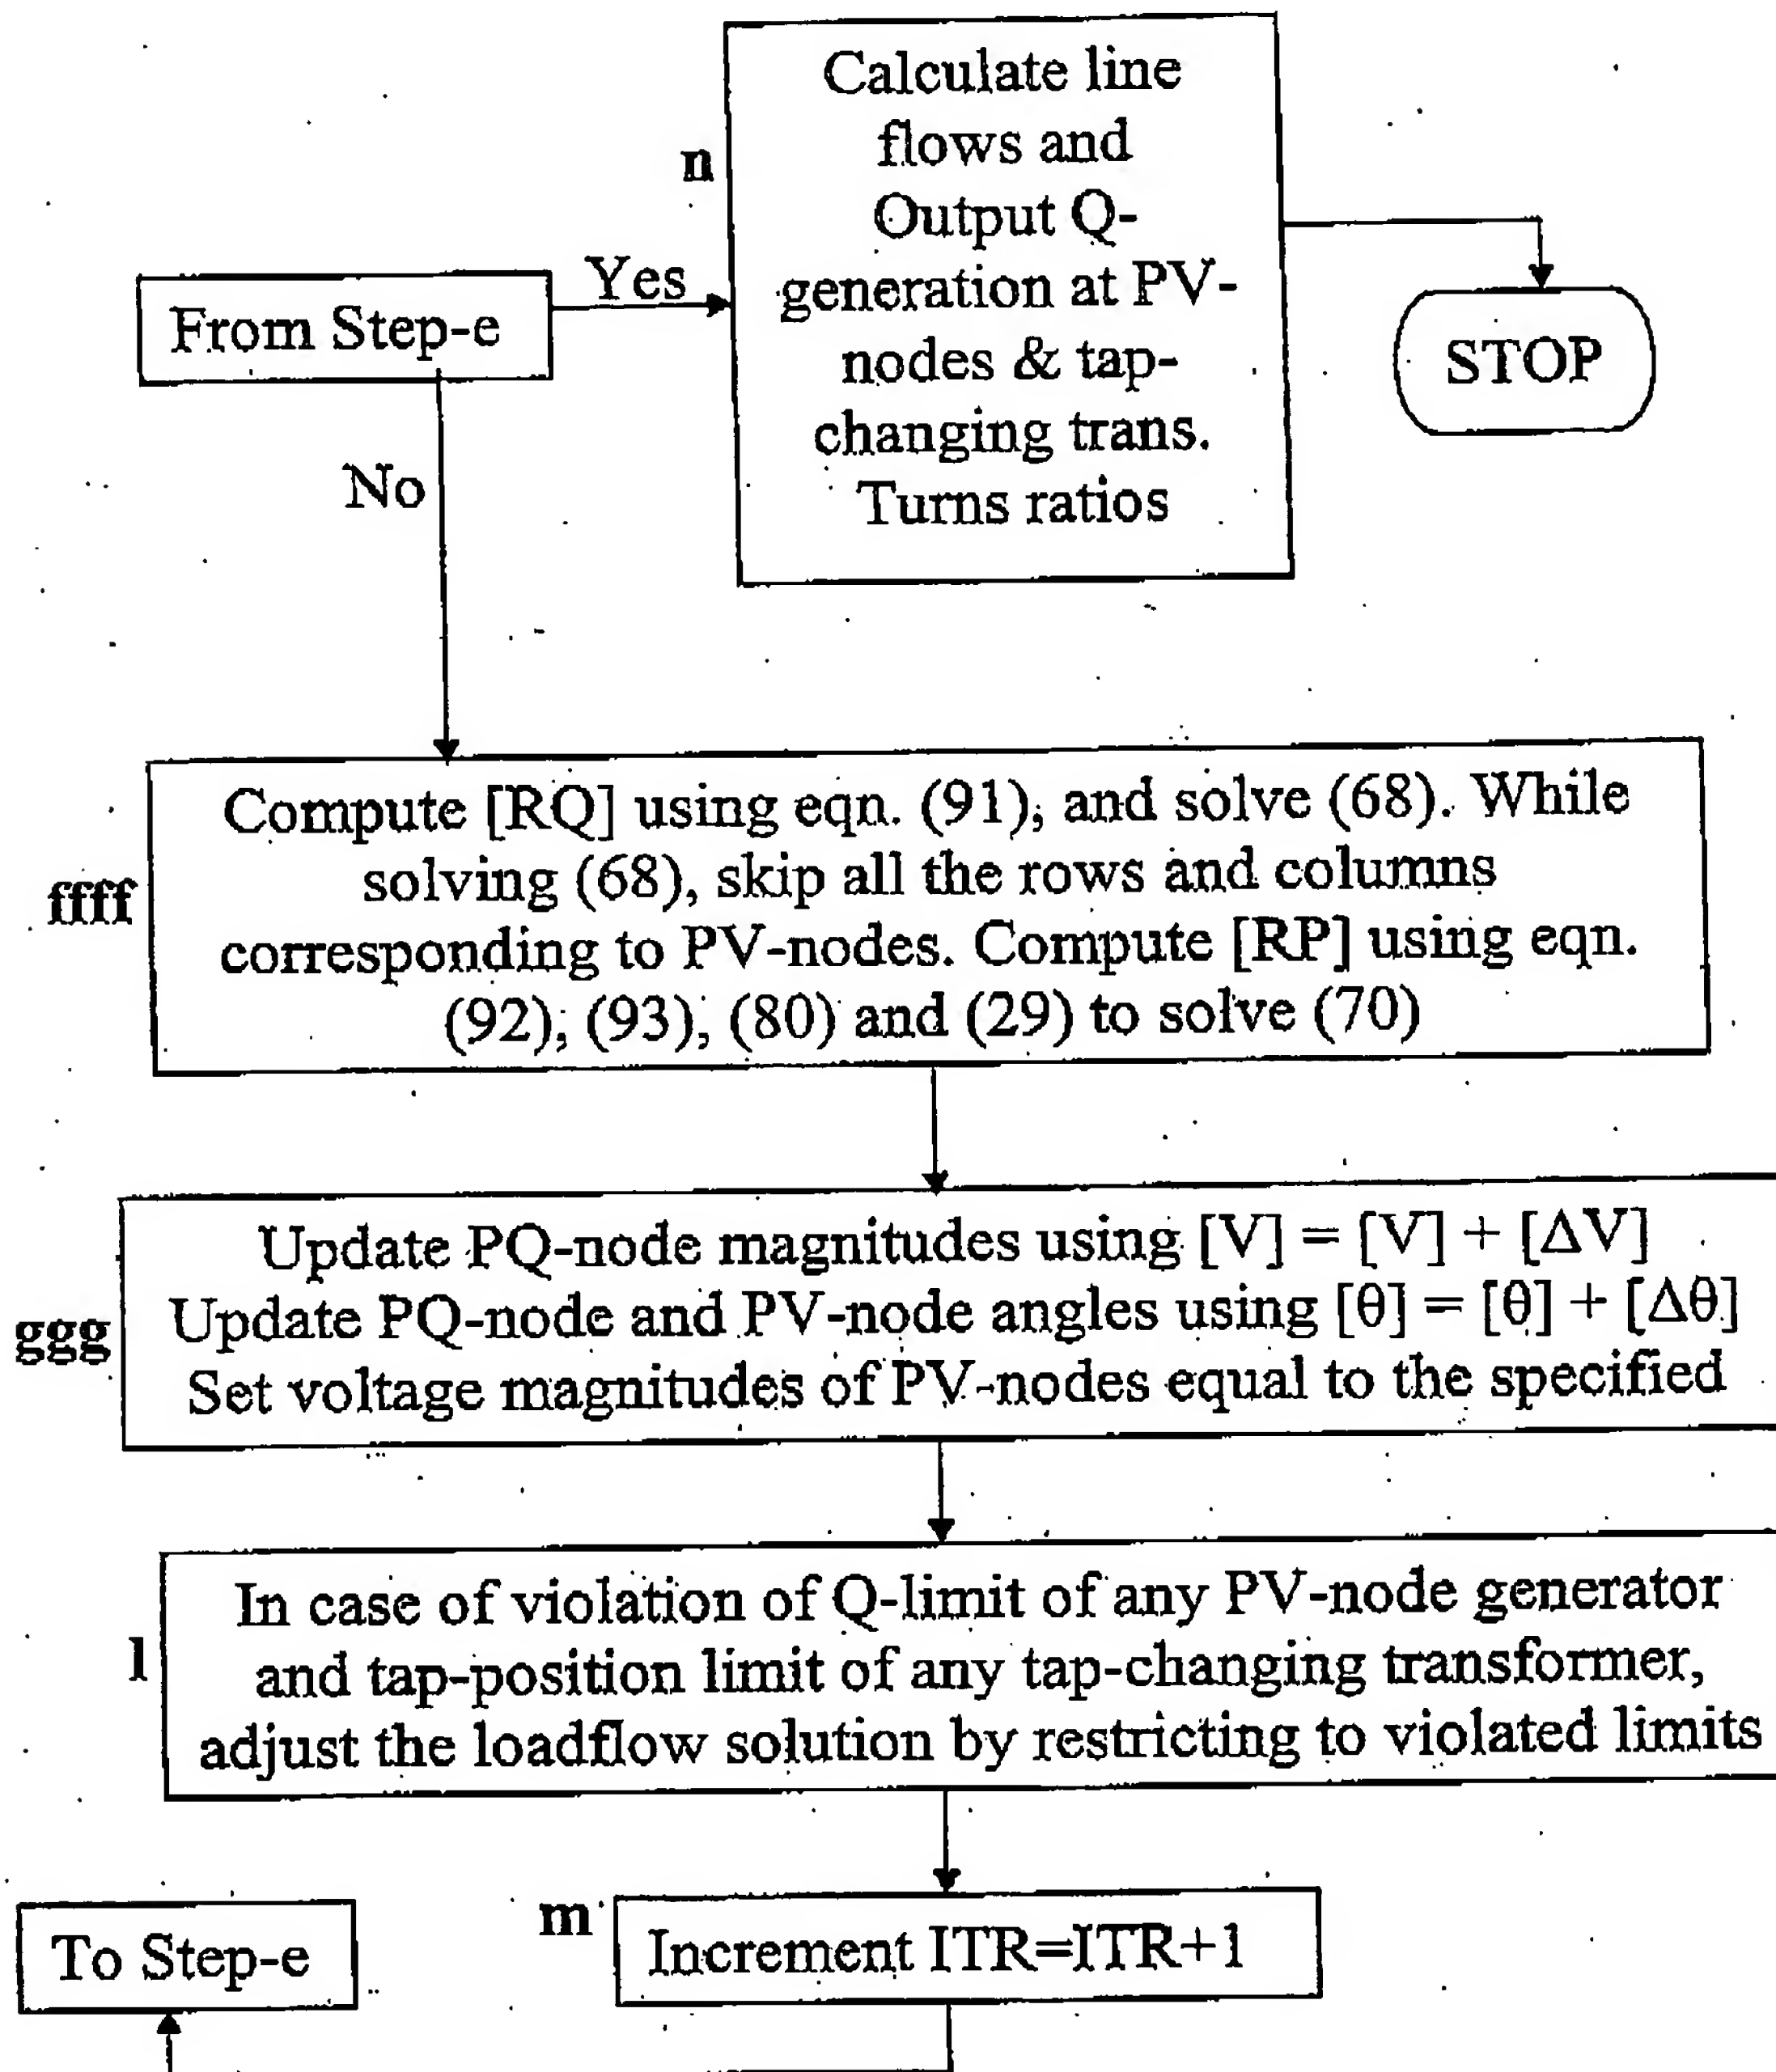 Calculate line
flows and
Output Q-
generation at PV-
nodes & tap-
changing trans.
Turns ratios
n
From Step-e
Yes
STOP
No
ffff
Compute [RQ] using eqn. (91), and solve (68). While
solving (68), skip all the rows and columns
corresponding to PV-nodes. Compute [RP] using eqn.
(92), (93), (80) and (29) to solve (70)
ggg
Update PQ-node magnitudes using [V] = [V] + [ΔV]
Update PQ-node and PV-node angles using [θ] = [θ] + [Δθ]
Set voltage magnitudes of PV-nodes equal to the specified
l
In case of violation of Q-limit of any PV-node generator
and tap-position limit of any tap-changing transformer,
adjust the loadflow solution by restricting to violated limits
To Step-e
m
Increment ITR=ITR+1